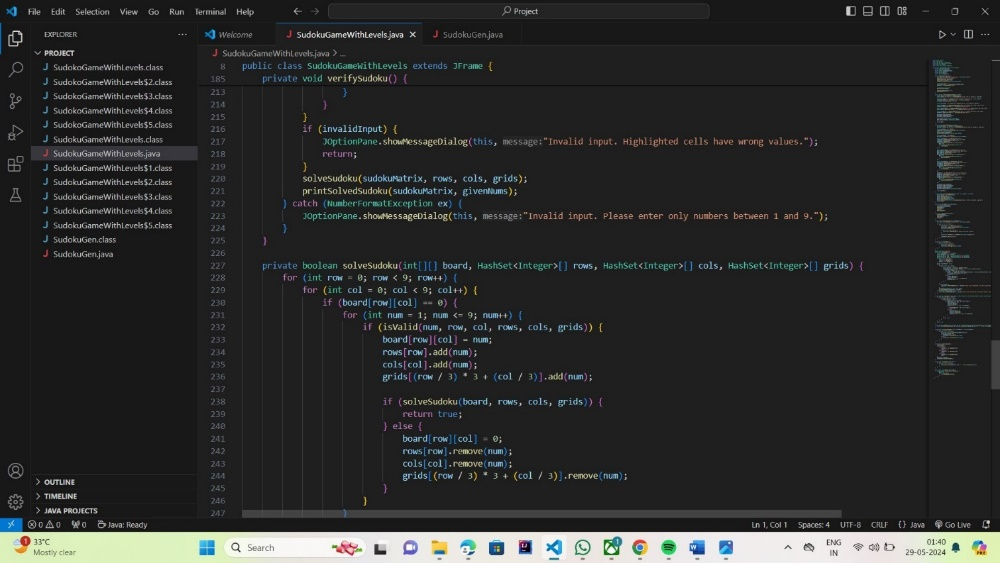 File Edit Selection View Go Run Terminal Help
Project
EXPLORER ...
Welcome
SudokuGameWithLevels.java
SudokuGen.java
PROJECT
SudokoGameWithLevels.class
SudokoGameWithLevels$2.class
SudokoGameWithLevels$3.class
SudokoGameWithLevels$4.class
SudokoGameWithLevels$5.class
SudokuGameWithLevels.class
SudokuGameWithLevels.java
SudokuGameWithLevels$1.class
SudokuGameWithLevels$2.class
SudokuGameWithLevels$3.class
SudokuGameWithLevels$4.class
SudokuGameWithLevels$5.class
SudokuGen.class
SudokuGen.java
OUTLINE
TIMELINE
JAVA PROJECTS
SudokuGameWithLevels.java > ...
8 public class SudokuGameWithLevels extends JFrame {
185 private void verifySudoku() {
213 }
214 }
215 }
216 if (invalidInput) {
217 JOptionPane.showMessageDialog(this, message:"Invalid input. Highlighted cells have wrong values.");
218 return;
219 }
220 solveSudoku(sudokuMatrix, rows, cols, grids);
221 printSolvedSudoku(sudokuMatrix, givenNums);
222 } catch (NumberFormatException ex) {
223 JOptionPane.showMessageDialog(this, message:"Invalid input. Please enter only numbers between 1 and 9.");
224 }
225 }
226
227 private boolean solveSudoku(int[][] board, HashSet<Integer>[] rows, HashSet<Integer>[] cols, HashSet<Integer>[] grids) {
228 for (int row = 0; row < 9; row++) {
229 for (int col = 0; col < 9; col++) {
230 if (board[row][col] == 0) {
231 for (int num = 1; num <= 9; num++) {
232 if (isValid(num, row, col, rows, cols, grids)) {
233 board[row][col] = num;
234 rows[row].add(num);
235 cols[col].add(num);
236 grids[(row / 3) * 3 + (col / 3)].add(num);
237
238 if (solveSudoku(board, rows, cols, grids)) {
239 return true;
240 } else {
241 board[row][col] = 0;
242 rows[row].remove(num);
243 cols[col].remove(num);
244 grids[(row / 3) * 3 + (col / 3)].remove(num);
245 }
246 }
247 }
0 0 0 Java: Ready
Ln 1, Col 1 Spaces: 4 UTF-8 CRLF {} Java Go Live
1 33°C
Mostly clear
Search
1
ENG
IN
01:40
29-05-2024